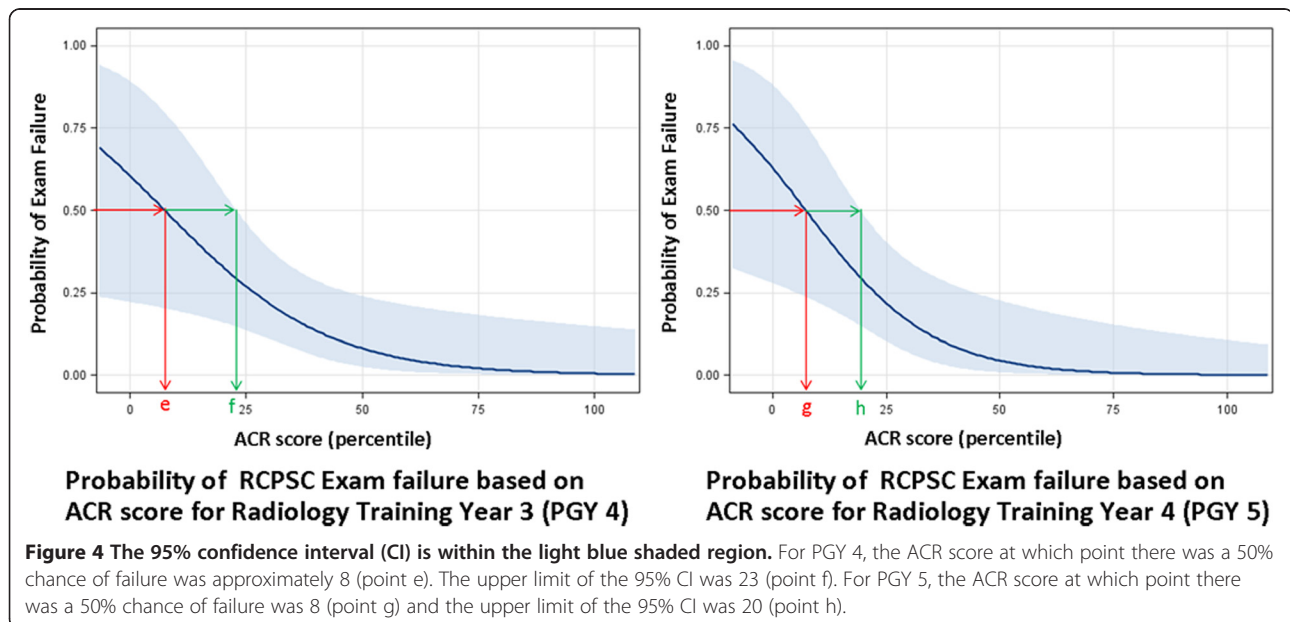 1.00
0.75
0.50
0.25
0.00
Probability of Exam Failure
0
e
f
25
50
75
100
ACR score (percentile)
Probability of RCPSC Exam failure based on
ACR score for Radiology Training Year 3 (PGY 4)
1.00
0.75
0.50
0.25
0.00
Probability of Exam Failure
0
g
h
25
50
75
100
ACR score (percentile)
Probability of RCPSC Exam failure based on
ACR score for Radiology Training Year 4 (PGY 5)
Figure 4 The 95% confidence interval (CI) is within the light blue shaded region. For PGY 4, the ACR score at which point there was a 50%
chance of failure was approximately 8 (point e). The upper limit of the 95% CI was 23 (point f). For PGY 5, the ACR score at which point there
was a 50% chance of failure was 8 (point g) and the upper limit of the 95% CI was 20 (point h).